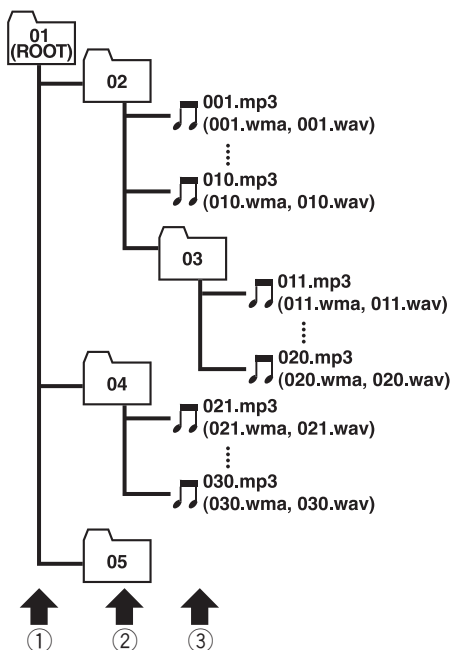 01
(ROOT)
02
001.mp3
(001.wma, 001.wav)
010.mp3
(010.wma, 010.wav)
03
011.mp3
(011.wma, 011.wav)
020.mp3
(020.wma, 020.wav)
04
021.mp3
(021.wma, 021.wav)
030.mp3
(030.wma, 030.wav)
05
① ② ③